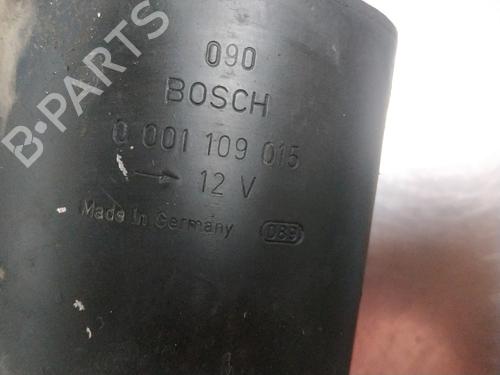 090
BOSCH
0 001 109 015
→ 12 V
Made in Germany 089
B-PARTS